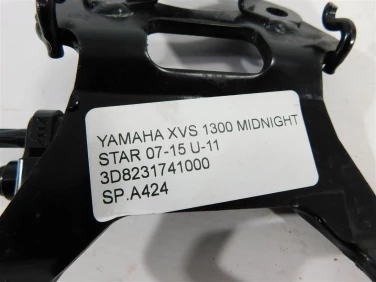 YAMAHA XVS 1300 MIDNIGHT
STAR 07-15 U-11
3D8231741000
SP.A424